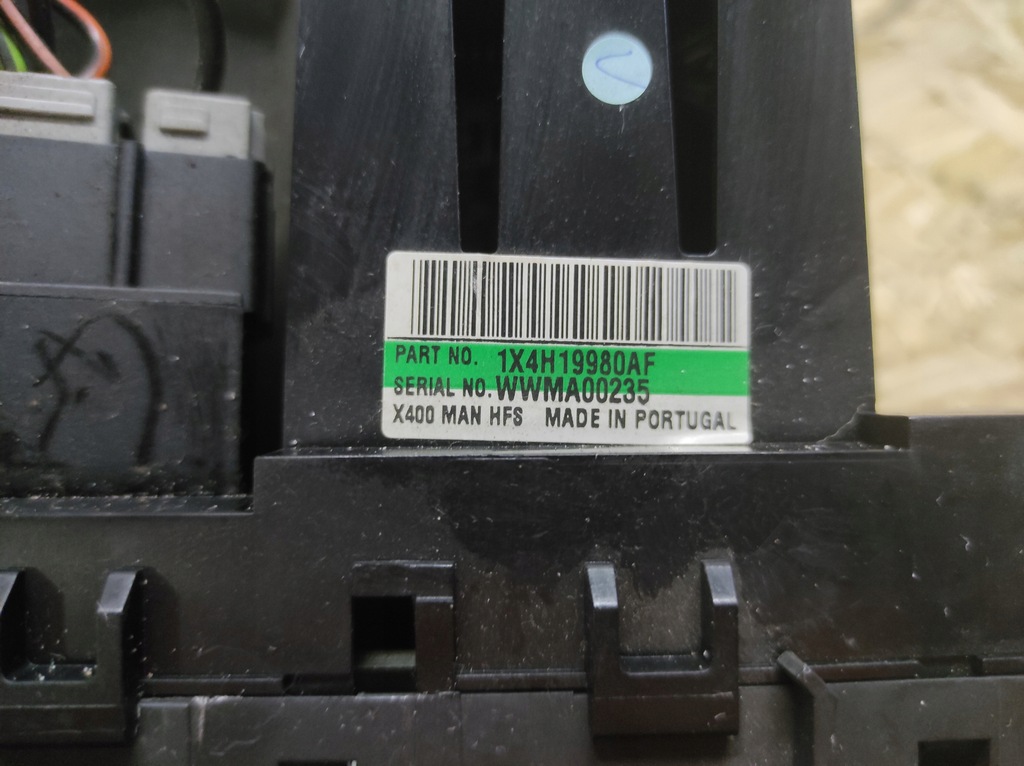 PART NO. 1X4H19980AF
SERIAL NO. WWMA00235
X400 MAN HFS MADE IN PORTUGAL